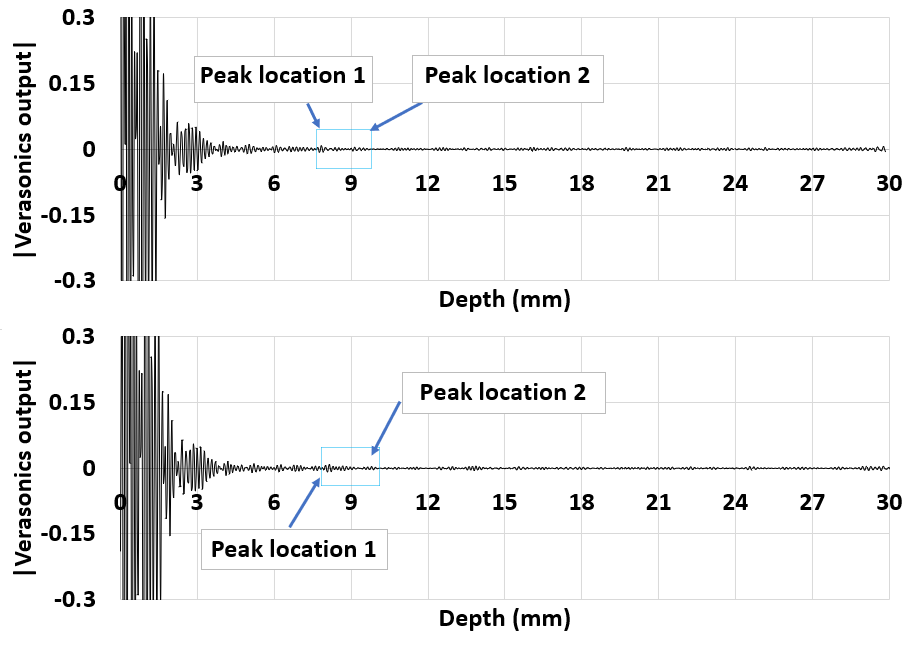 0.3
Peak location 1
Peak location 2
0.15
0
0 3 6 9 12 15 18 21 24 27 30
-0.15
-0.3
|Verasonics output|
Depth (mm)
0.3
Peak location 2
0.15
0
0 3 6 9 12 15 18 21 24 27 30
-0.15
Peak location 1
-0.3
|Verasonics output|
Depth (mm)